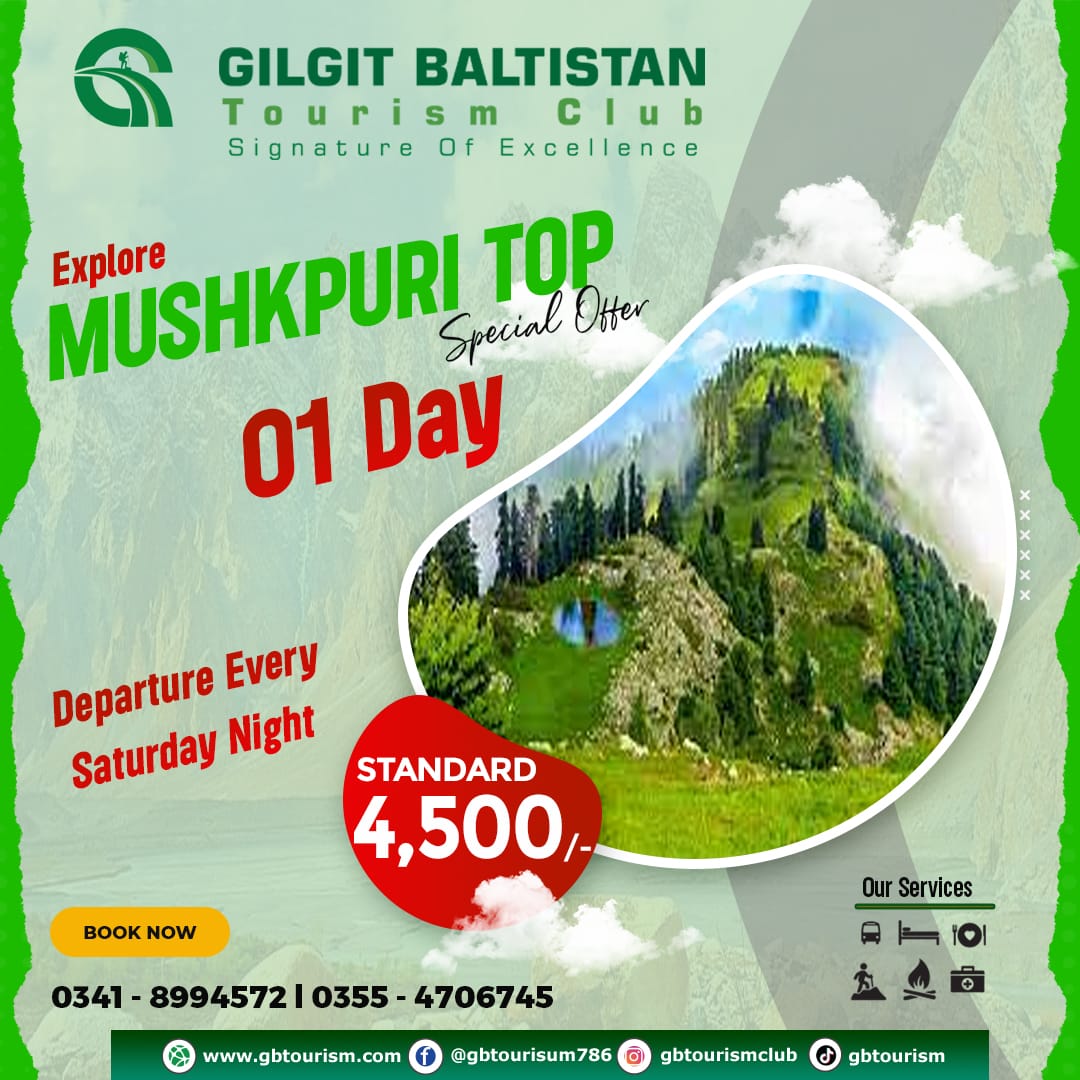 GILGIT BALTISTAN
Tourism Club
Signature Of Excellence
Explore
MUSHKPURI TOP
Special Offer
01 Day
Departure Every
Saturday Night
STANDARD
4,500/-
Our Services
BOOK NOW
0341 - 8994572 | 0355 - 4706745
www.gbtourism.com @gbtourisum786 gbtourismclub gbtourism